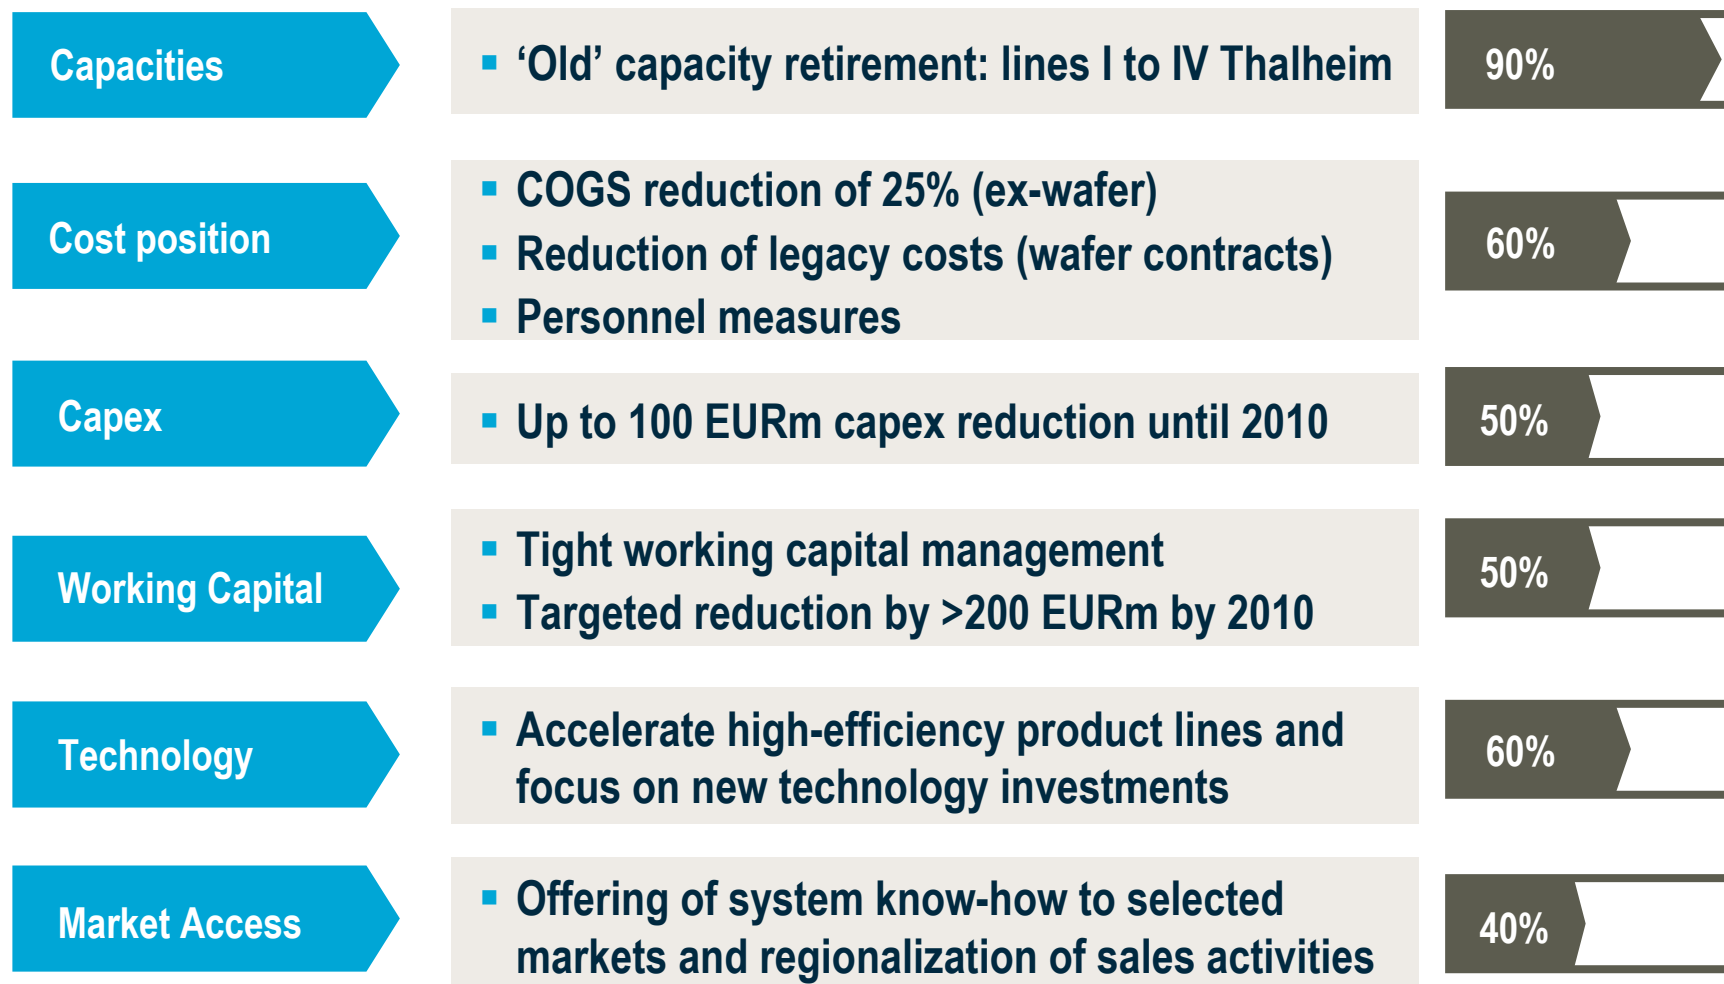 Capacities
▪ ‘Old’ capacity retirement: lines I to IV Thalheim
90%
Cost position
▪ COGS reduction of 25% (ex-wafer)
▪ Reduction of legacy costs (wafer contracts)
▪ Personnel measures
60%
Capex
▪ Up to 100 EURm capex reduction until 2010
50%
Working Capital
▪ Tight working capital management
▪ Targeted reduction by >200 EURm by 2010
50%
Technology
▪ Accelerate high-efficiency product lines and
focus on new technology investments
60%
Market Access
▪ Offering of system know-how to selected
markets and regionalization of sales activities
40%